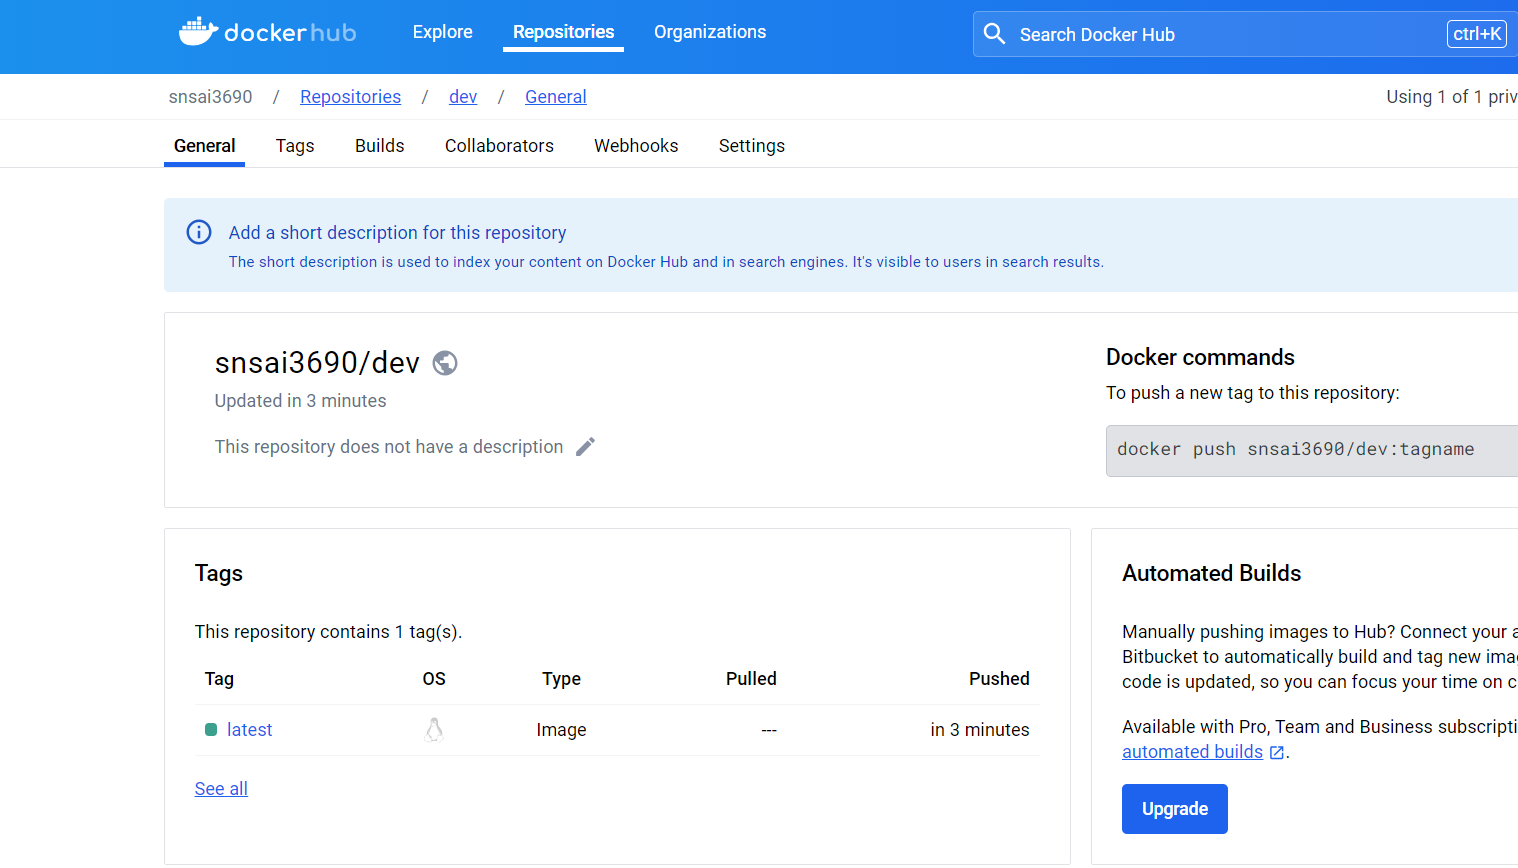 dockerhub Explore Repositories Organizations Search Docker Hub ctrl+K
snsai3690 / Repositories / dev / General Using 1 of 1 priv
General Tags Builds Collaborators Webhooks Settings
Add a short description for this repository
The short description is used to index your content on Docker Hub and in search engines. It's visible to users in search results.
snsai3690/dev
Updated in 3 minutes
This repository does not have a description
Docker commands
To push a new tag to this repository:
docker push snsai3690/dev:tagname
Tags
This repository contains 1 tag(s).
Tag OS Type Pulled Pushed
latest Image --- in 3 minutes
See all
Automated Builds
Manually pushing images to Hub? Connect your a
Bitbucket to automatically build and tag new ima
code is updated, so you can focus your time on c
Available with Pro, Team and Business subscripti
automated builds .
Upgrade